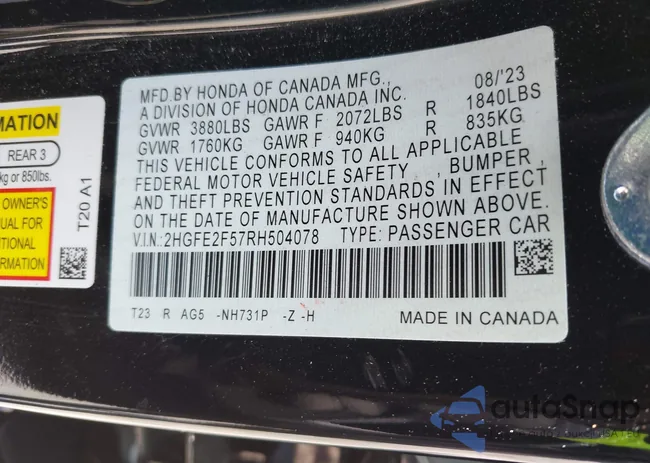 MATION
REAR 3
kg or 850lbs.
OWNER'S
NUAL FOR
ITIONAL
ORMATION
T20 A1
MFD.BY HONDA OF CANADA MFG., 08/'23
A DIVISION OF HONDA CANADA INC.
GVWR 3880LBS GAWR F 2072LBS R 1840LBS
GVWR 1760KG GAWR F 940KG R 835KG
THIS VEHICLE CONFORMS TO ALL APPLICABLE
FEDERAL MOTOR VEHICLE SAFETY , BUMPER ,
AND THEFT PREVENTION STANDARDS IN EFFECT
ON THE DATE OF MANUFACTURE SHOWN ABOVE.
V.I.N.:2HGFE2F57RH504078 TYPE: PASSENGER CAR
T23 R AG5 -NH731P -Z -H MADE IN CANADA
autoSnap